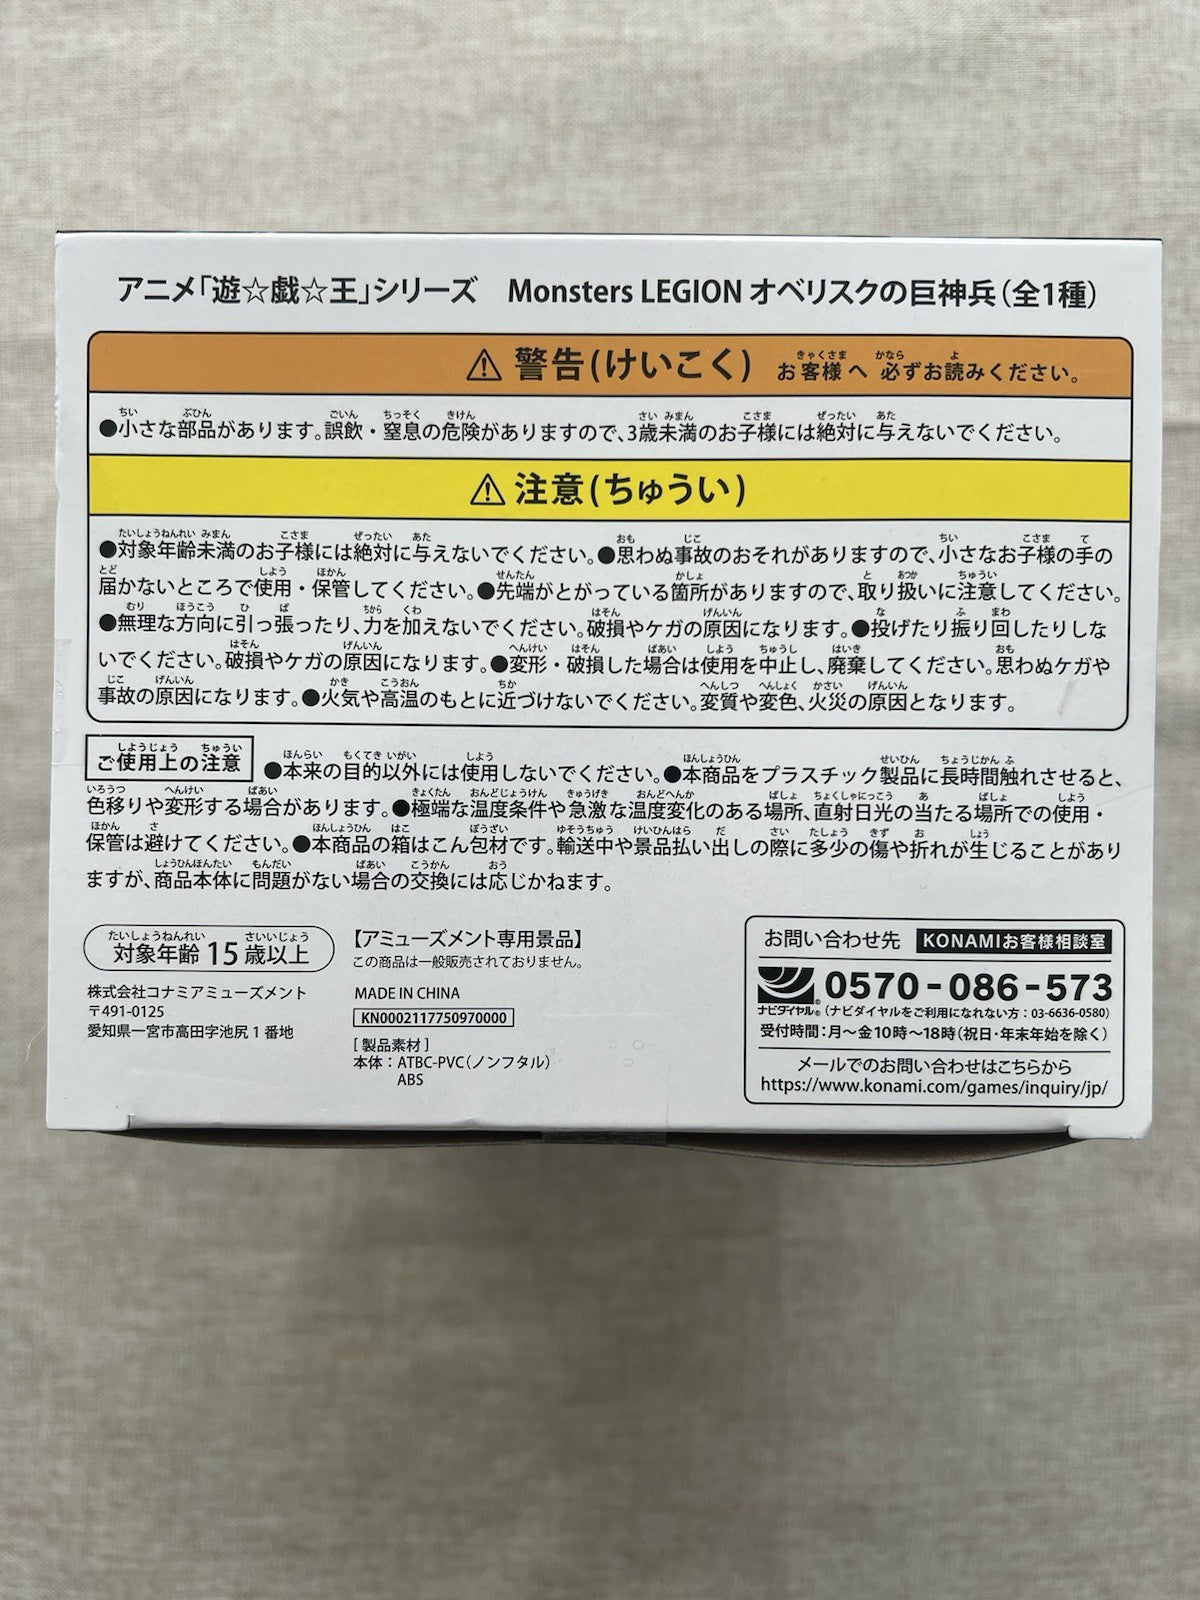 アニメ「遊☆戯☆王」シリーズ　Monsters LEGION オベリスクの巨神兵（全1種）
⚠ 警告(けいこく) お客様へ 必ずお読みください。
●小さな部品があります。誤飲・窒息の危険がありますので、3歳未満のお子様には絶対に与えないでください。
⚠ 注意(ちゅうい)
●対象年齢未満のお子様には絶対に与えないでください。●思わぬ事故のおそれがありますので、小さなお子様の手の
届かないところで使用・保管してください。●先端がとがっている箇所がありますので、取り扱いに注意してください。
●無理な方向に引っ張ったり、力を加えないでください。破損やケガの原因になります。●投げたり振り回したりしな
いでください。破損やケガの原因になります。●変形・破損した場合は使用を中止し、廃棄してください。思わぬケガや
事故の原因になります。●火気や高温のもとに近づけないでください。変質や変色、火災の原因となります。
ご使用上の注意 ●本来の目的以外には使用しないでください。●本商品をプラスチック製品に長時間触れさせると、
色移りや変形する場合があります。●極端な温度条件や急激な温度変化のある場所、直射日光の当たる場所での使用・
保管は避けてください。●本商品の箱はこん包材です。輸送中や景品払い出しの際に多少の傷や折れが生じることがあり
ますが、商品本体に問題がない場合の交換には応じかねます。
対象年齢 15 歳以上
株式会社コナミアミューズメント
〒491-0125
愛知県一宮市高田字池尻1番地
【アミューズメント専用景品】
この商品は一般販売されておりません。
MADE IN CHINA
KN0002117750970000
[ 製品素材 ]
本体：ATBC-PVC（ノンフタル）
ABS
お問い合わせ先 KONAMIお客様相談室
0570-086-573
ナビダイヤル®（ナビダイヤルをご利用になれない方：03-6636-0580）
受付時間：月〜金10時〜18時（祝日・年末年始を除く）
メールでのお問い合わせはこちらから
https://www.konami.com/games/inquiry/jp/